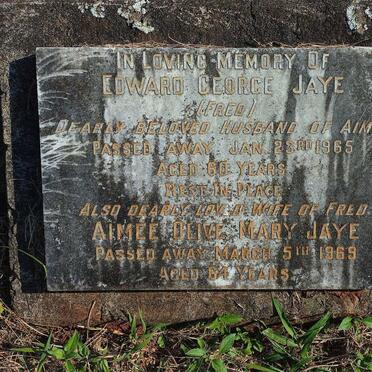 IN LOVING MEMORY OF
EDWARD GEORGE JAYE
(FRED)
DEARLY BELOVED HUSBAND OF AIM
PASSED AWAY JAN. 23RD 1965
AGED 60 YEARS
REST IN PEACE
ALSO DEARLY LOVED WIFE OF FRED
AIMÉE OLIVE MARY JAYE
PASSED AWAY MARCH 5TH 1969
AGED 64 YEARS